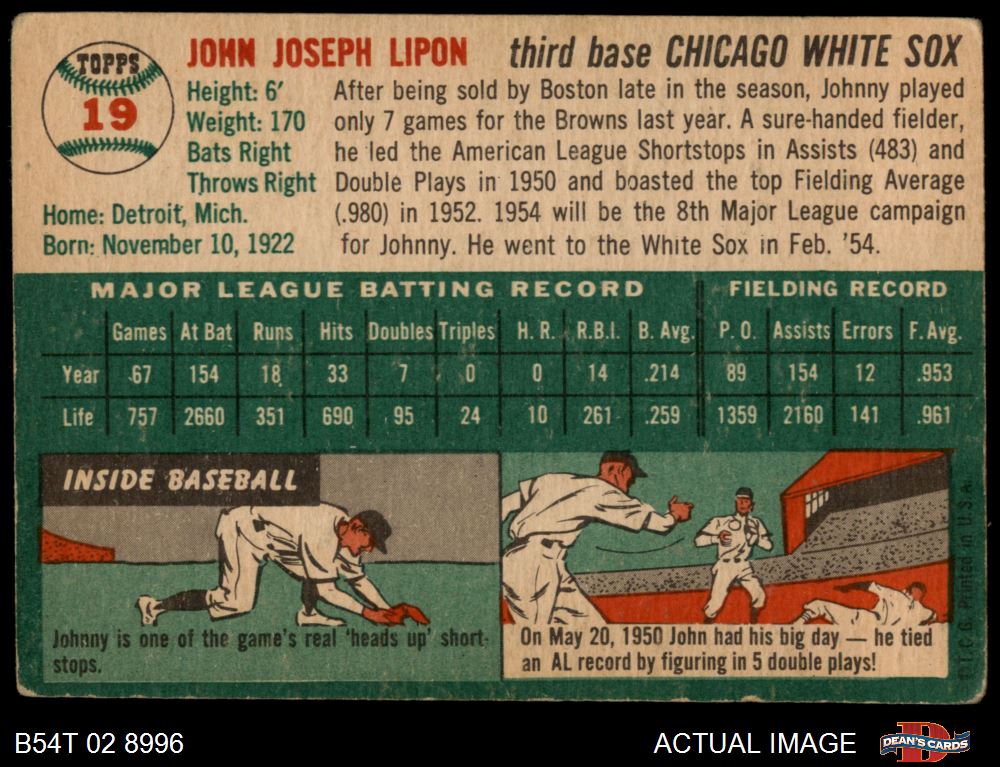 TOPPS
19
JOHN JOSEPH LIPON third base CHICAGO WHITE SOX
Height: 6'
Weight: 170
Bats Right
Throws Right
Home: Detroit, Mich.
Born: November 10, 1922
After being sold by Boston late in the season, Johnny played
only 7 games for the Browns last year. A sure-handed fielder,
he led the American League Shortstops in Assists (483) and
Double Plays in 1950 and boasted the top Fielding Average
(.980) in 1952. 1954 will be the 8th Major League campaign
for Johnny. He went to the White Sox in Feb. '54.
MAJOR LEAGUE BATTING RECORD FIELDING RECORD
Games At Bat Runs Hits Doubles Triples H. R. R.B.I. B. Avg. P. O. Assists Errors F. Avg.
Year 67 154 18 33 7 0 0 14 .214 89 154 12 .953
Life 757 2660 351 690 95 24 10 261 .259 1359 2160 141 .961
INSIDE BASEBALL
Johnny is one of the game's real 'heads up' short-
stops.
On May 20, 1950 John had his big day — he tied
an AL record by figuring in 5 double plays!
© T. C. G. Printed in U.S.A.
B54T 02 8996
ACTUAL IMAGE
DEAN'S CARDS